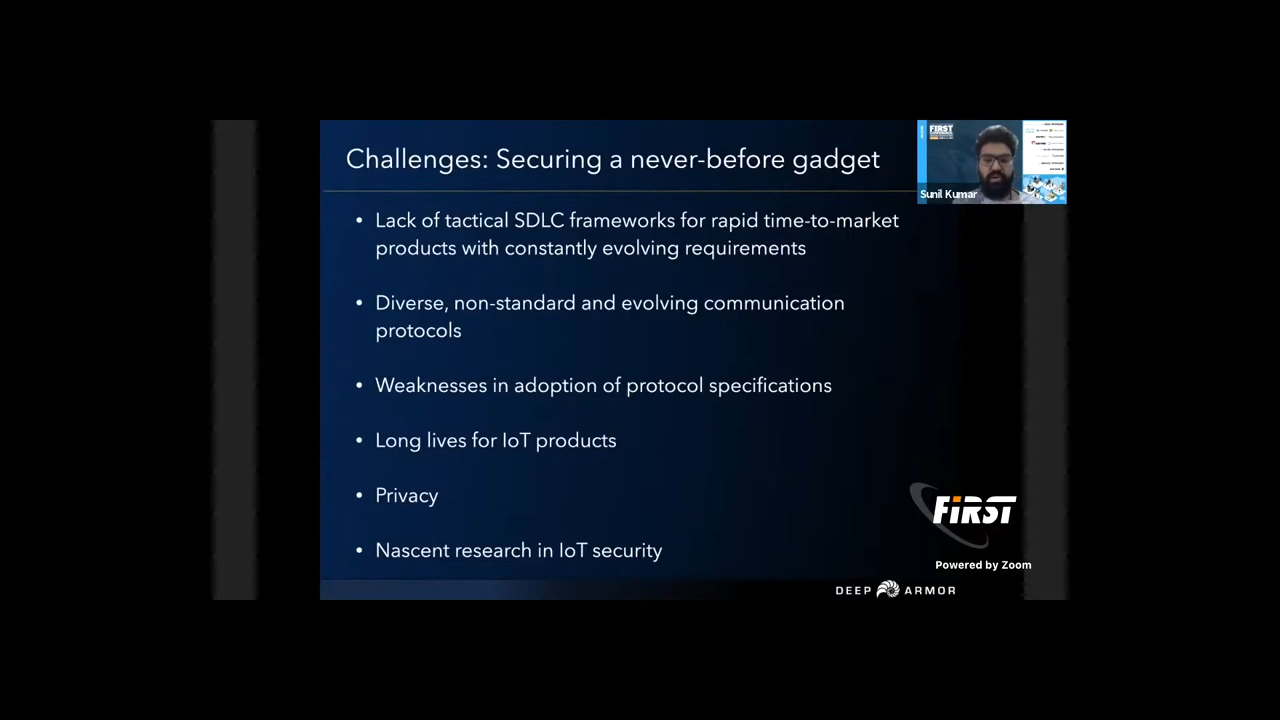 Challenges: Securing a never-before gadget
FIRST
CONFERENCE
Sunil Kumar
• Lack of tactical SDLC frameworks for rapid time-to-market
products with constantly evolving requirements
• Diverse, non-standard and evolving communication
protocols
• Weaknesses in adoption of protocol specifications
• Long lives for IoT products
• Privacy
• Nascent research in IoT security
FiRST
Powered by Zoom
DEEP ARMOR